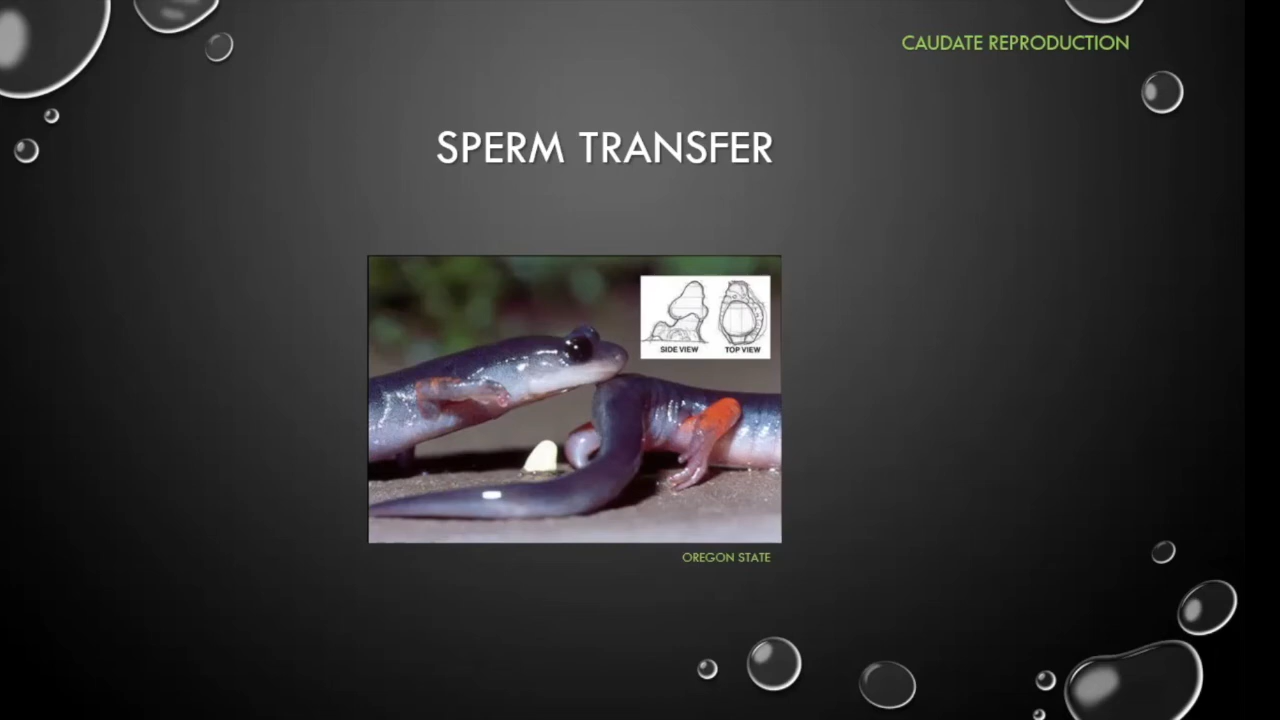 CAUDATE REPRODUCTION
SPERM TRANSFER
SIDE VIEW
TOP VIEW
OREGON STATE